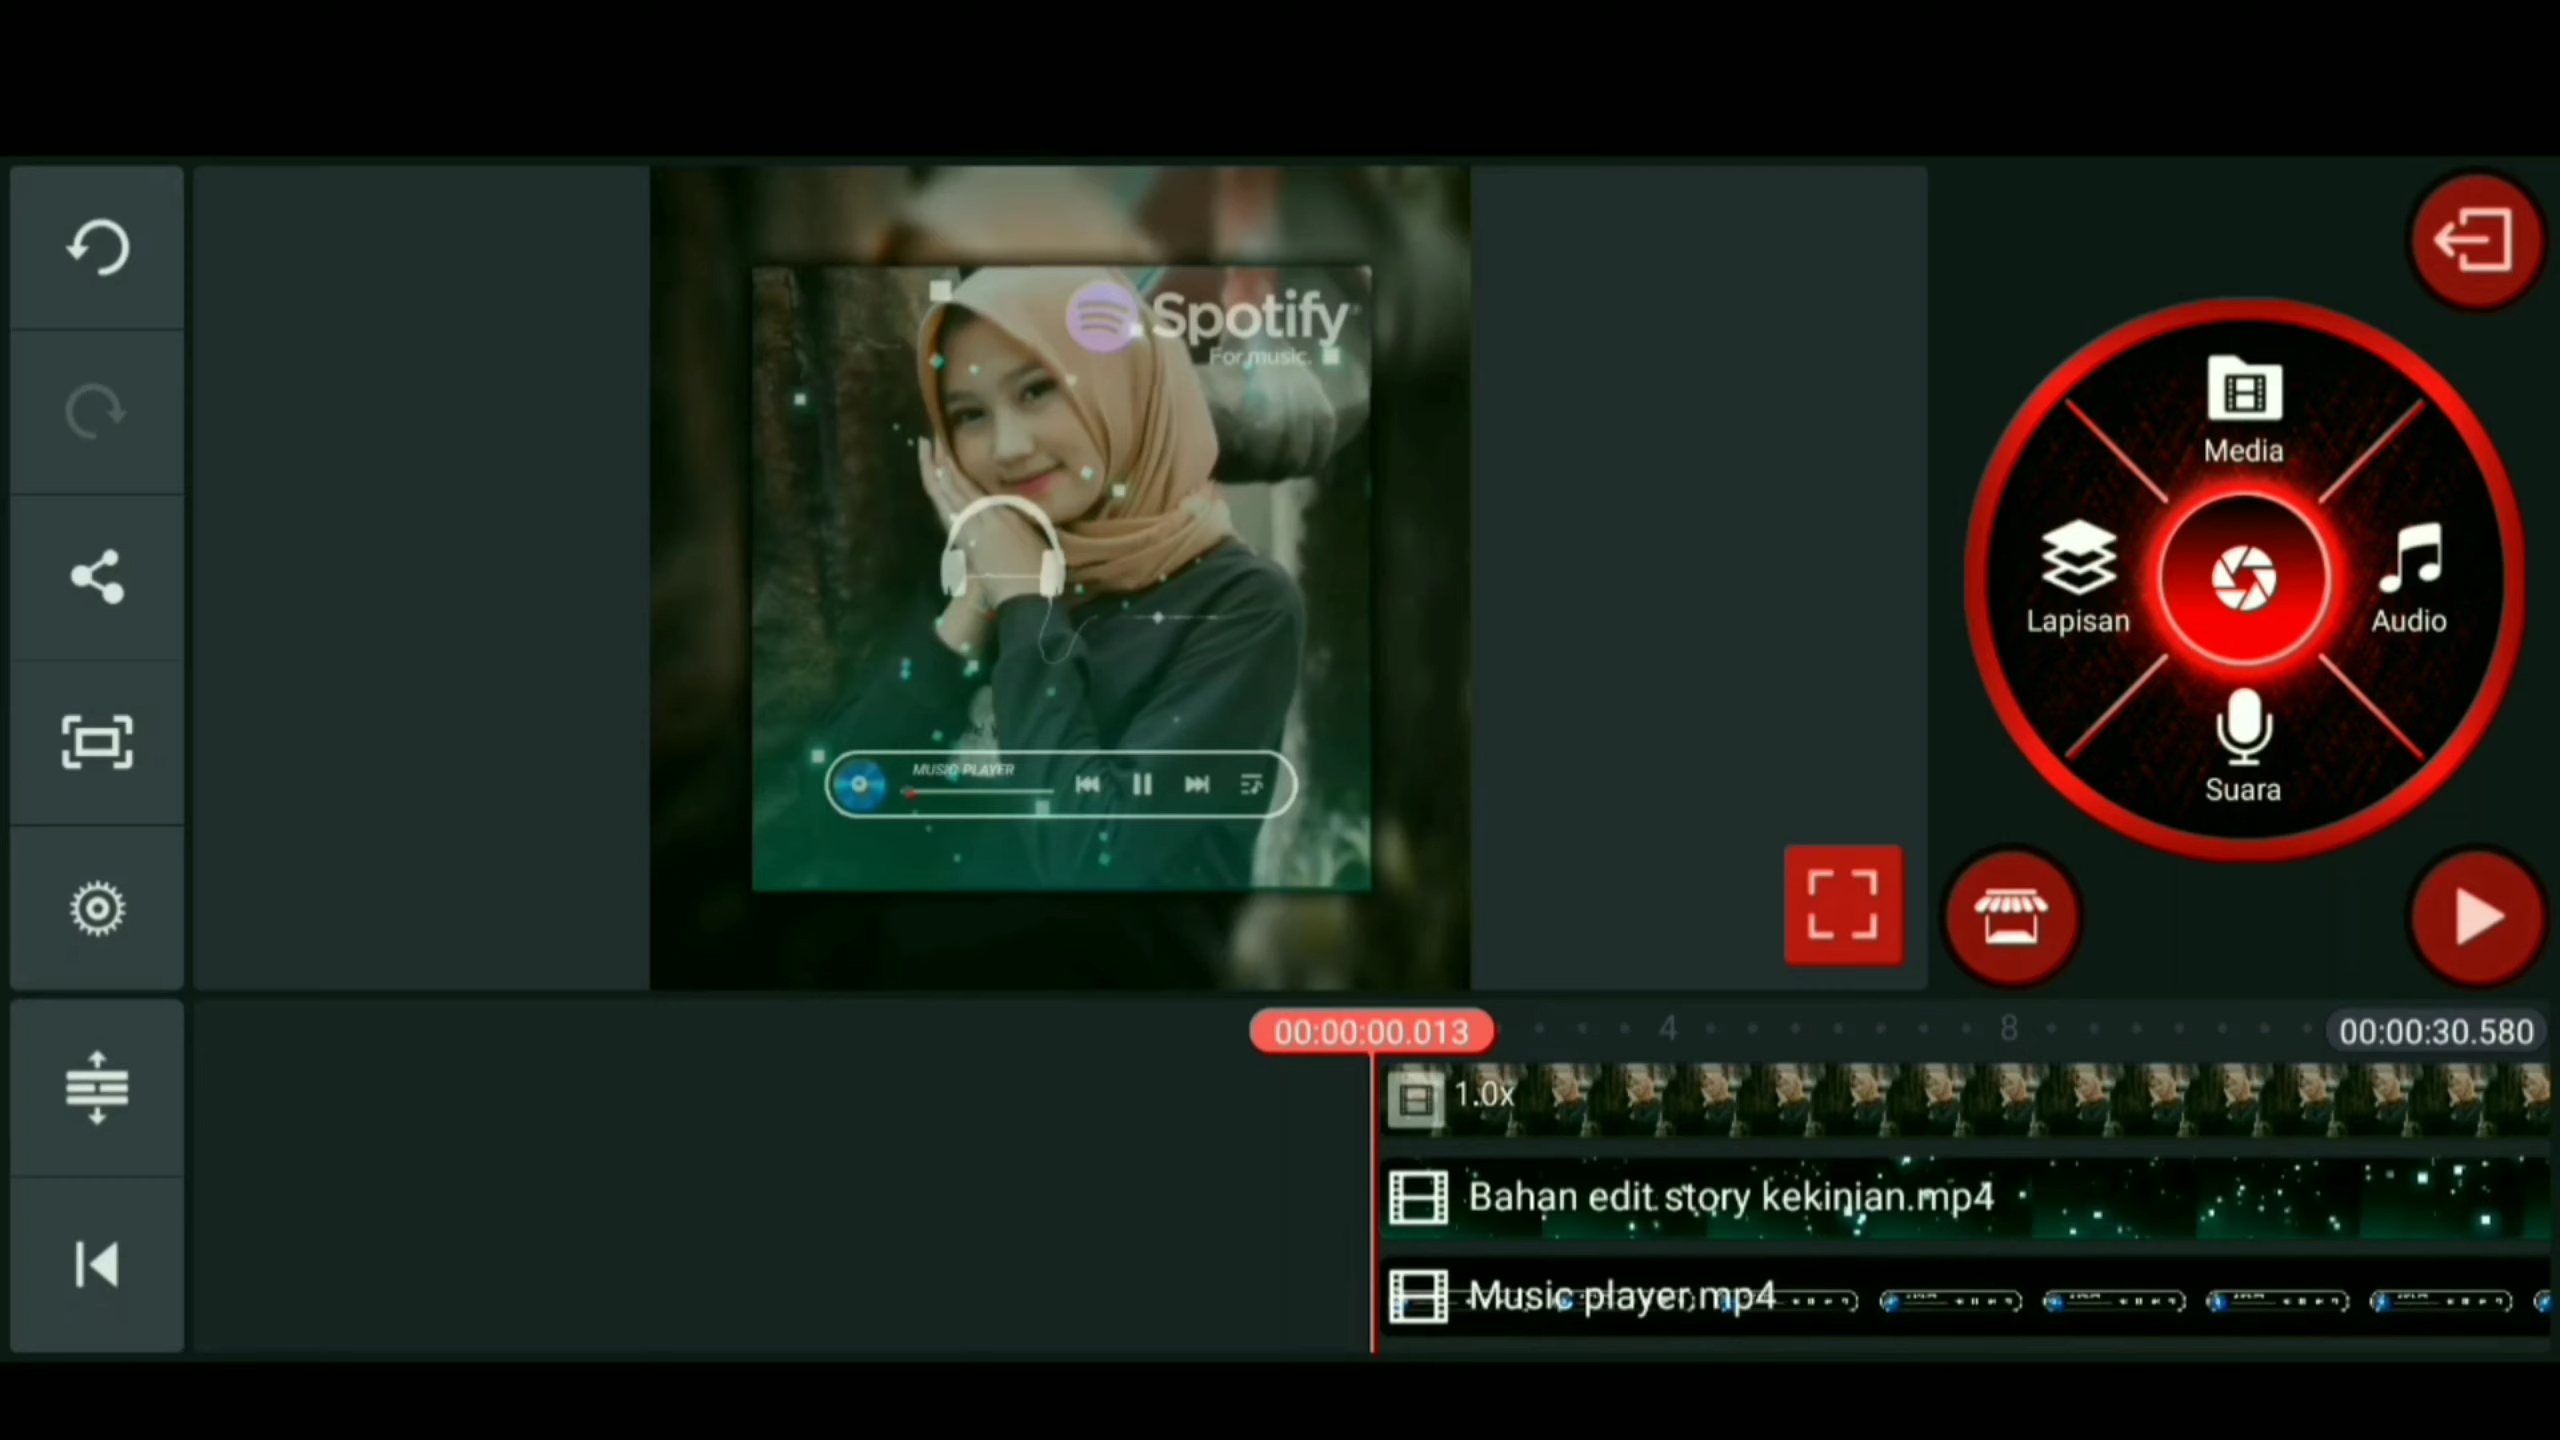 Spotify®
For music.
MUSIC PLAYER
Media
Lapisan
Audio
Suara
00:00:00.013
4
8
00:00:30.580
1.0x
Bahan edit story kekinian.mp4
Music player.mp4